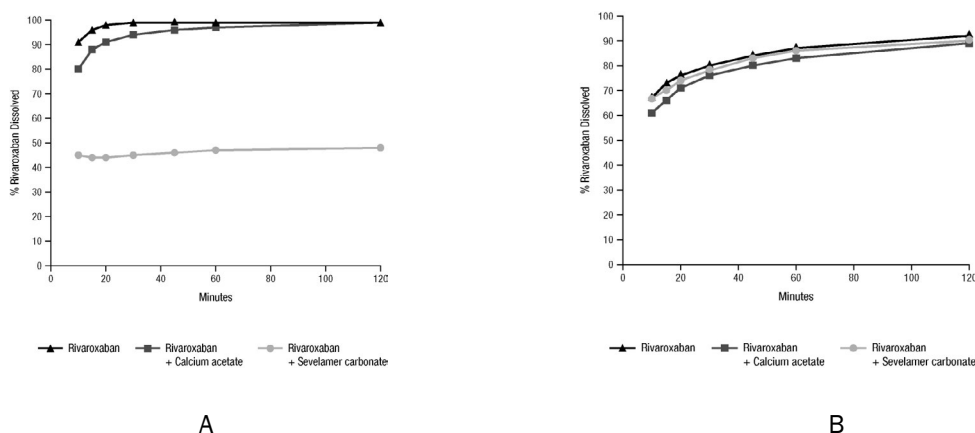 % Rivaroxaban Dissolved
100
90
80
70
60
50
40
30
20
10
0
0
20
40
60
80
100
120
Minutes
Rivaroxaban
Rivaroxaban
+ Calcium acetate
Rivaroxaban
+ Sevelamer carbonate
A
% Rivaroxaban Dissolved
100
90
80
70
60
50
40
30
20
10
0
0
20
40
60
80
100
120
Minutes
Rivaroxaban
Rivaroxaban
+ Calcium acetate
Rivaroxaban
+ Sevelamer carbonate
B